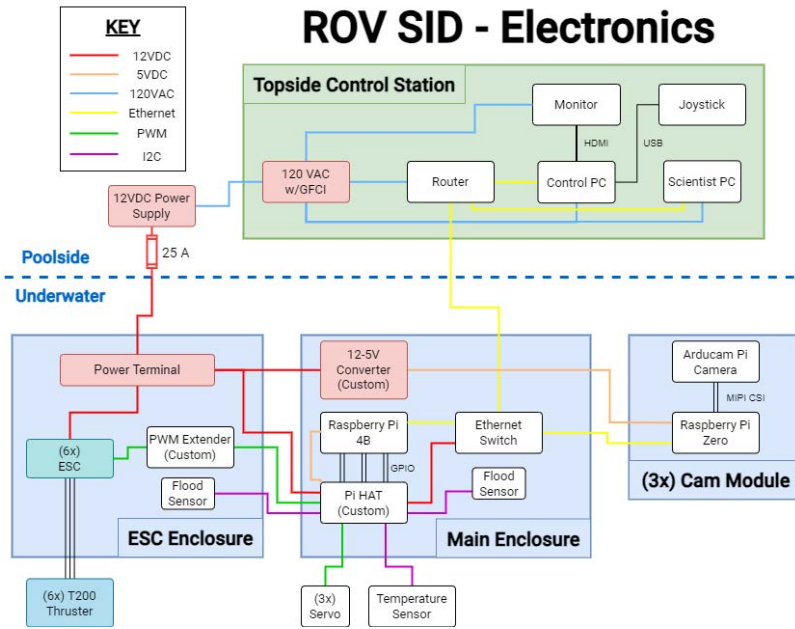 ROV SID - Electronics
KEY
12VDC
5VDC
120VAC
Ethernet
PWM
I2C
Topside Control Station
Monitor
Joystick
HDMI
USB
120 VAC
w/GFCI
Router
Control PC
Scientist PC
12VDC Power
Supply
25 A
Poolside
Underwater
Power Terminal
12-5V
Converter
(Custom)
Arducam Pi
Camera
MIPI CSI
(6x)
ESC
PWM Extender
(Custom)
Raspberry Pi
4B
Ethernet
Switch
Raspberry Pi
Zero
GPIO
Flood
Sensor
Pi HAT
(Custom)
Flood
Sensor
(3x) Cam Module
ESC Enclosure
Main Enclosure
(6x) T200
Thruster
(3x)
Servo
Temperature
Sensor